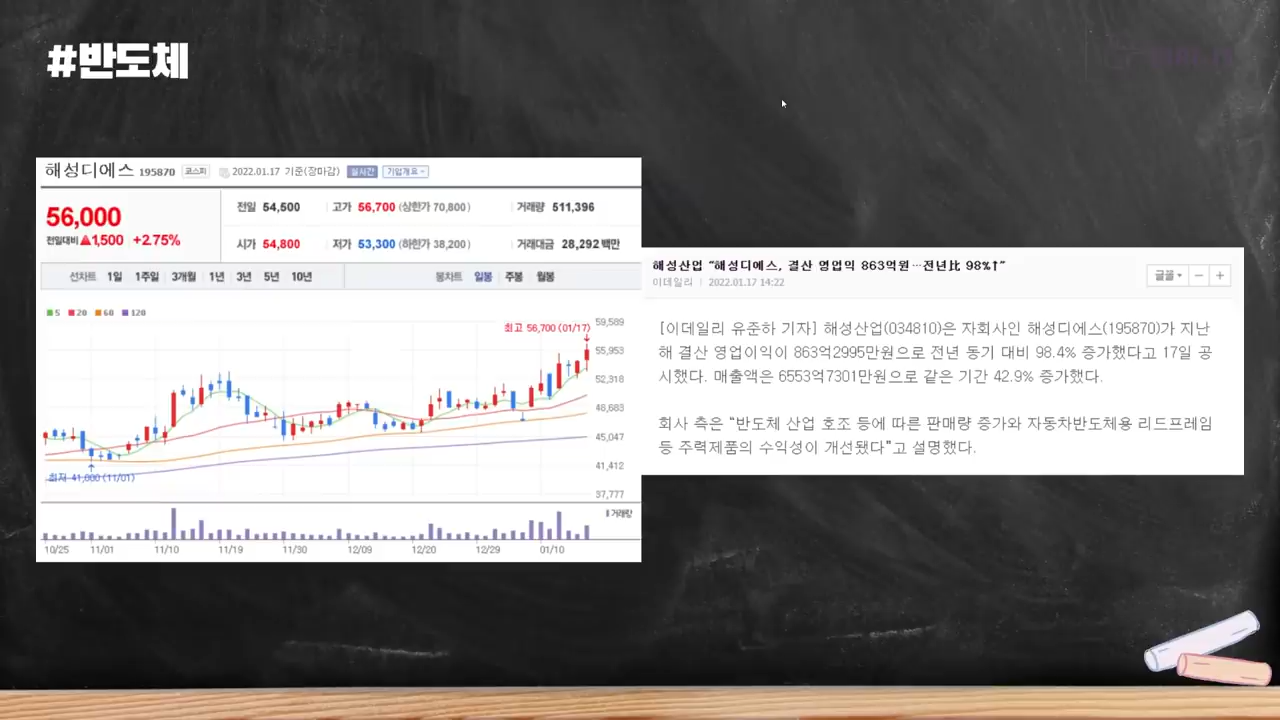 #반도체
해성디에스 195870 코스피 2022.01.17 기준(장마감) 실시간 기업개요
56,000
전일대비 ▲1,500 +2.75%
전일 54,500 고가 56,700 (상한가 70,800) 거래량 511,396
시가 54,800 저가 53,300 (하한가 38,200) 거래대금 28,292 백만
선차트 1일 1주일 3개월 1년 3년 5년 10년 봉차트 일봉 주봉 월봉
5 20 60 120
최고 56,700 (01/17)
59,589
55,953
52,318
48,683
45,047
41,412
37,777
최저 41,000 (11/01)
거래량
10/25 11/01 11/10 11/19 11/30 12/09 12/20 12/29 01/10
해성산업 “해성디에스, 결산 영업익 863억원…전년比 98%↑”
이데일리 | 2022.01.17 14:22
글꼴 − +
[이데일리 유준하 기자] 해성산업(034810)은 자회사인 해성디에스(195870)가 지난
해 결산 영업이익이 863억2995만원으로 전년 동기 대비 98.4% 증가했다고 17일 공
시했다. 매출액은 6553억7301만원으로 같은 기간 42.9% 증가했다.
회사 측은 “반도체 산업 호조 등에 따른 판매량 증가와 자동차반도체용 리드프레임
등 주력제품의 수익성이 개선됐다”고 설명했다.